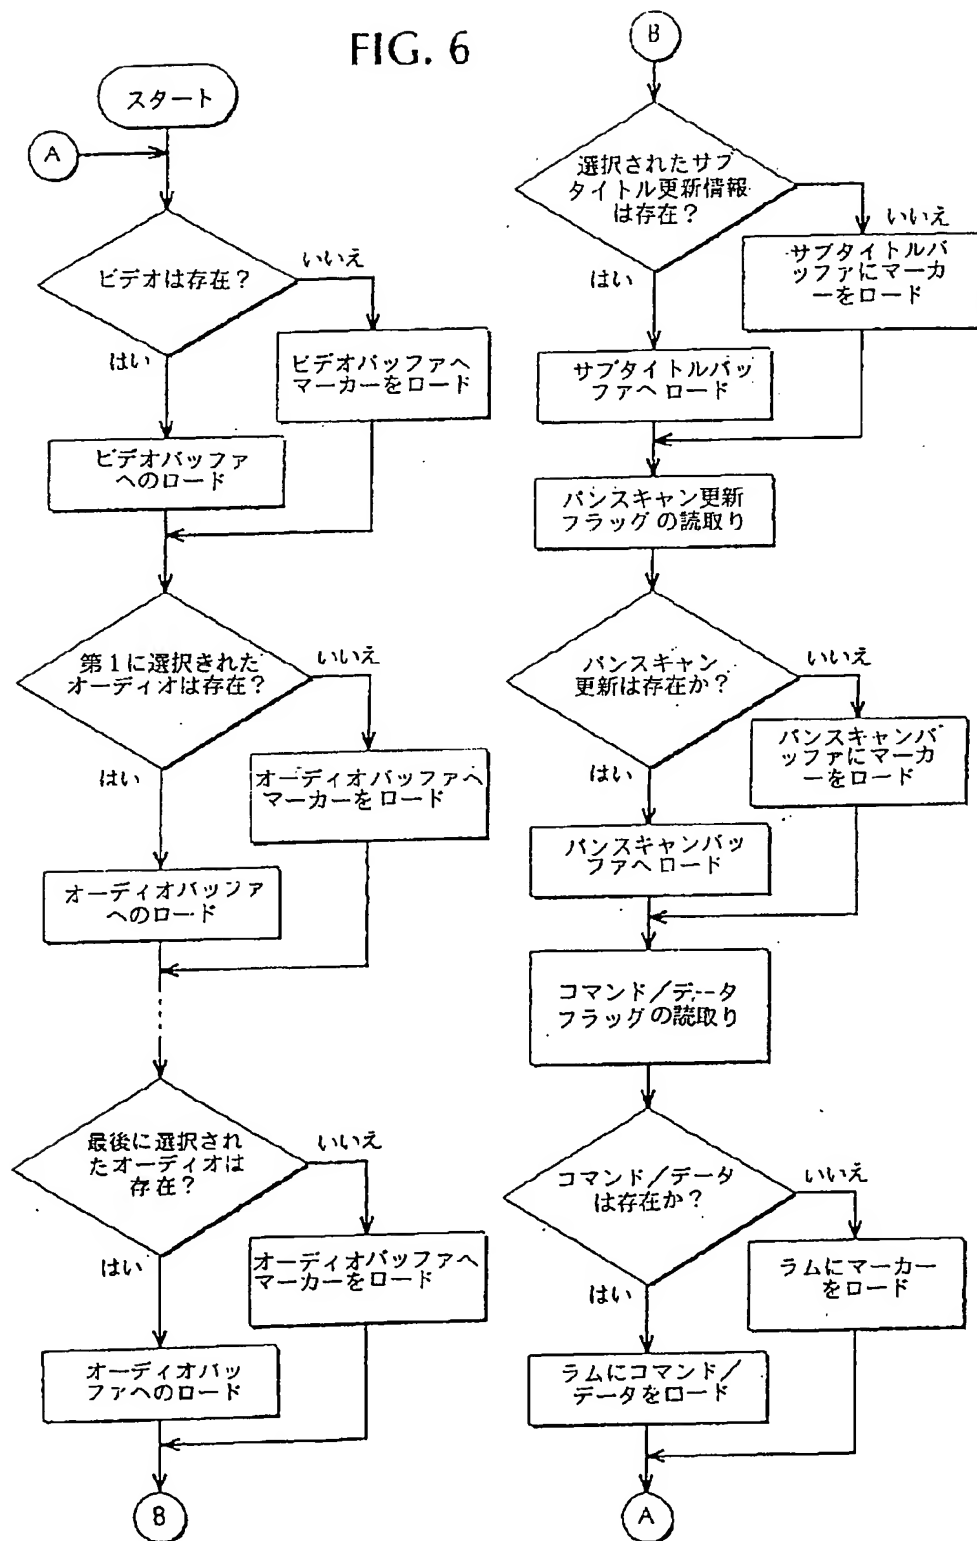 FIG. 6
スタート
A
ビデオは存在?
いいえ
はい
ビデオバッファへ
マーカーをロード
ビデオバッファ
へのロード
第1に選択された
オーディオは存在?
いいえ
はい
オーディオバッファへ
マーカーをロード
オーディオバッファ
へのロード
最後に選択され
たオーディオは
存在?
いいえ
はい
オーディオバッファへ
マーカーをロード
オーディオバッ
ファへのロード
B
B
選択されたサブ
タイトル更新情報
は存在?
いいえ
はい
サブタイトルバ
ッファにマーカ
ーをロード
サブタイトルバッ
ファへロード
パンスキャン更新
フラッグの読取り
パンスキャン
更新は存在か?
いいえ
はい
パンスキャンバ
ッファにマーカ
ーをロード
パンスキャンバッ
ファへロード
コマンド/データ
フラッグの読取り
コマンド/データ
は存在か?
いいえ
はい
ラムにマーカー
をロード
ラムにコマンド/
データをロード
A